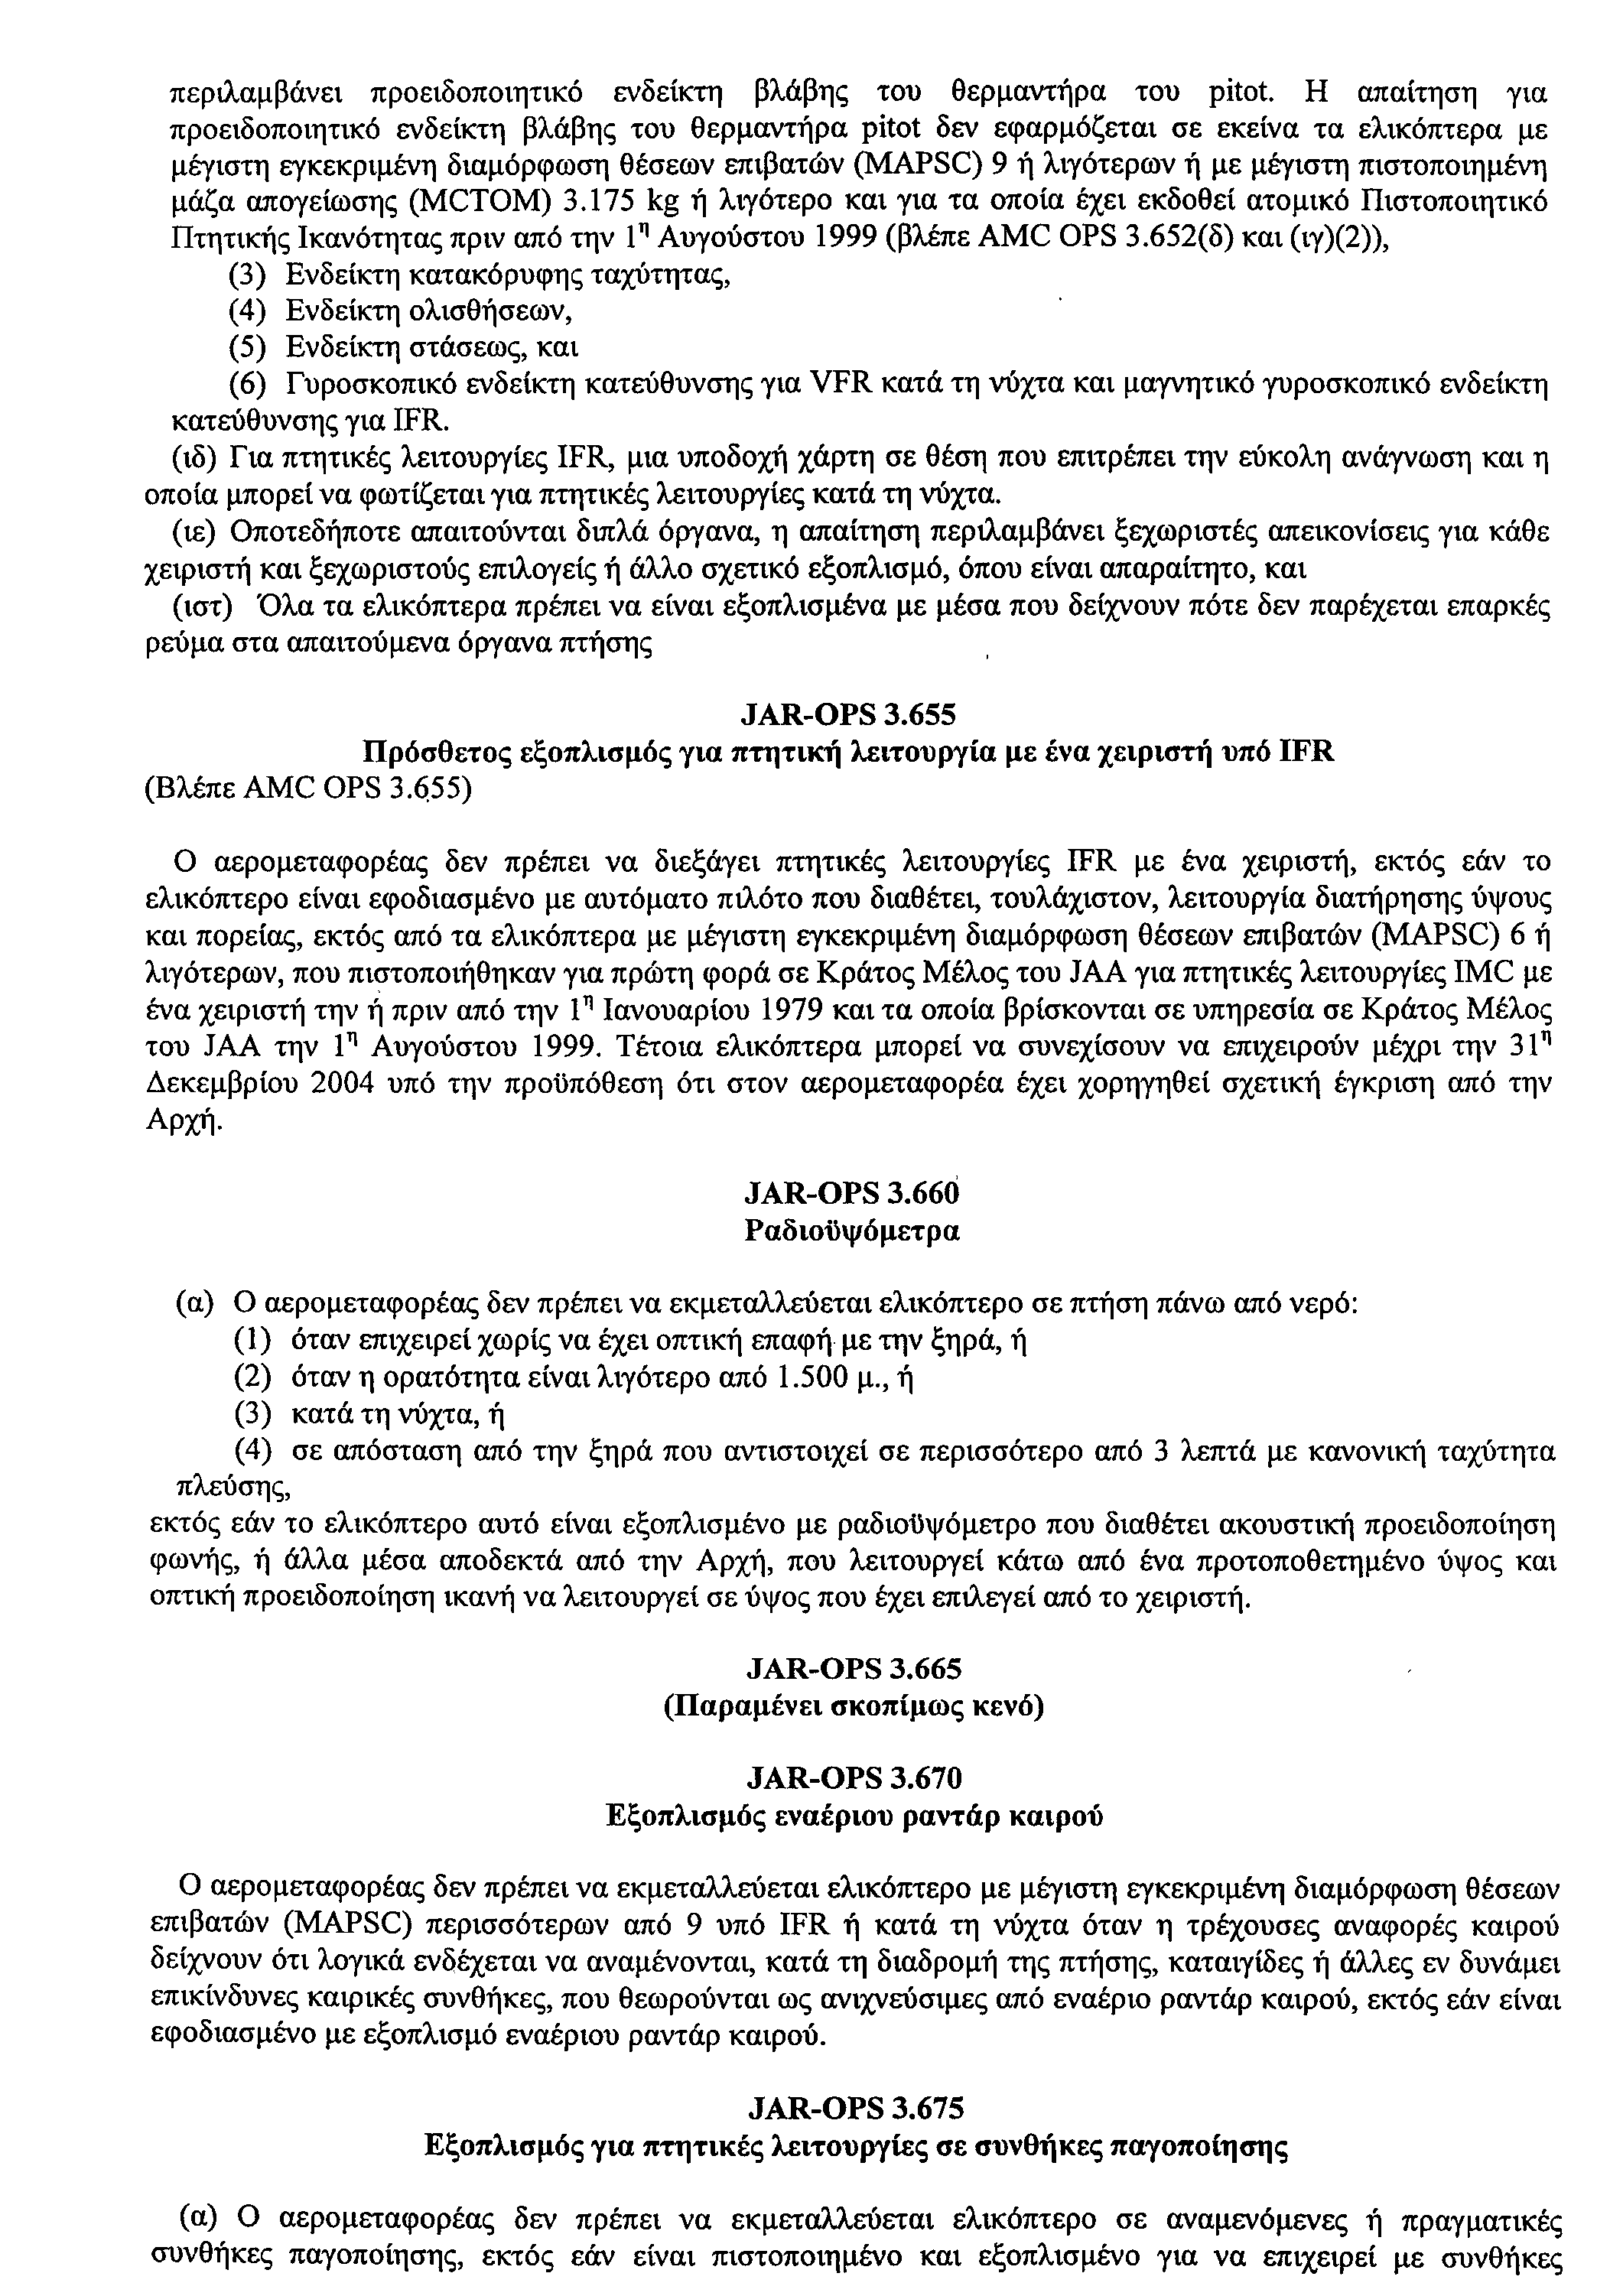 περιλαμβάνει προειδοποιητικό ενδείκτη βλάβης του θερμαντήρα του pitot. Η απαίτηση για
προειδοποιητικό ενδείκτη βλάβης του θερμαντήρα pitot δεν εφαρμόζεται σε εκείνα τα ελικόπτερα με
μέγιστη εγκεκριμένη διαμόρφωση θέσεων επιβατών (MAPSC) 9 ή λιγότερων ή με μέγιστη πιστοποιημένη
μάζα απογείωσης (MCTOM) 3.175 kg ή λιγότερο και για τα οποία έχει εκδοθεί ατομικό Πιστοποιητικό
Πτητικής Ικανότητας πριν από την 1η Αυγούστου 1999 (βλέπε AMC OPS 3.652(δ) και (ιγ)(2)),
(3) Ενδείκτη κατακόρυφης ταχύτητας,
(4) Ενδείκτη ολισθήσεων,
(5) Ενδείκτη στάσεως, και
(6) Γυροσκοπικό ενδείκτη κατεύθυνσης για VFR κατά τη νύχτα και μαγνητικό γυροσκοπικό ενδείκτη
κατεύθυνσης για IFR.
(ιδ) Για πτητικές λειτουργίες IFR, μια υποδοχή χάρτη σε θέση που επιτρέπει την εύκολη ανάγνωση και η
οποία μπορεί να φωτίζεται για πτητικές λειτουργίες κατά τη νύχτα.
(ιε) Οποτεδήποτε απαιτούνται διπλά όργανα, η απαίτηση περιλαμβάνει ξεχωριστές απεικονίσεις για κάθε
χειριστή και ξεχωριστούς επιλογείς ή άλλο σχετικό εξοπλισμό, όπου είναι απαραίτητο, και
(ιστ) Όλα τα ελικόπτερα πρέπει να είναι εξοπλισμένα με μέσα που δείχνουν πότε δεν παρέχεται επαρκές
ρεύμα στα απαιτούμενα όργανα πτήσης
JAR-OPS 3.655
Πρόσθετος εξοπλισμός για πτητική λειτουργία με ένα χειριστή υπό IFR
(Βλέπε AMC OPS 3.655)
Ο αερομεταφορέας δεν πρέπει να διεξάγει πτητικές λειτουργίες IFR με ένα χειριστή, εκτός εάν το
ελικόπτερο είναι εφοδιασμένο με αυτόματο πιλότο που διαθέτει, τουλάχιστον, λειτουργία διατήρησης ύψους
και πορείας, εκτός από τα ελικόπτερα με μέγιστη εγκεκριμένη διαμόρφωση θέσεων επιβατών (MAPSC) 6 ή
λιγότερων, που πιστοποιήθηκαν για πρώτη φορά σε Κράτος Μέλος του JAA για πτητικές λειτουργίες IMC με
ένα χειριστή την ή πριν από την 1η Ιανουαρίου 1979 και τα οποία βρίσκονται σε υπηρεσία σε Κράτος Μέλος
του JAA την 1η Αυγούστου 1999. Τέτοια ελικόπτερα μπορεί να συνεχίσουν να επιχειρούν μέχρι την 31η
Δεκεμβρίου 2004 υπό την προϋπόθεση ότι στον αερομεταφορέα έχει χορηγηθεί σχετική έγκριση από την
Αρχή.
JAR-OPS 3.660
Ραδιοϋψόμετρα
(α) Ο αερομεταφορέας δεν πρέπει να εκμεταλλεύεται ελικόπτερο σε πτήση πάνω από νερό:
(1) όταν επιχειρεί χωρίς να έχει οπτική επαφή με την ξηρά, ή
(2) όταν η ορατότητα είναι λιγότερο από 1.500 μ., ή
(3) κατά τη νύχτα, ή
(4) σε απόσταση από την ξηρά που αντιστοιχεί σε περισσότερο από 3 λεπτά με κανονική ταχύτητα
πλεύσης,
εκτός εάν το ελικόπτερο αυτό είναι εξοπλισμένο με ραδιοϋψόμετρο που διαθέτει ακουστική προειδοποίηση
φωνής, ή άλλα μέσα αποδεκτά από την Αρχή, που λειτουργεί κάτω από ένα προτοποθετημένο ύψος και
οπτική προειδοποίηση ικανή να λειτουργεί σε ύψος που έχει επιλεγεί από το χειριστή.
JAR-OPS 3.665
(Παραμένει σκοπίμως κενό)
JAR-OPS 3.670
Εξοπλισμός εναέριου ραντάρ καιρού
Ο αερομεταφορέας δεν πρέπει να εκμεταλλεύεται ελικόπτερο με μέγιστη εγκεκριμένη διαμόρφωση θέσεων
επιβατών (MAPSC) περισσότερων από 9 υπό IFR ή κατά τη νύχτα όταν η τρέχουσες αναφορές καιρού
δείχνουν ότι λογικά ενδέχεται να αναμένονται, κατά τη διαδρομή της πτήσης, καταιγίδες ή άλλες εν δυνάμει
επικίνδυνες καιρικές συνθήκες, που θεωρούνται ως ανιχνεύσιμες από εναέριο ραντάρ καιρού, εκτός εάν είναι
εφοδιασμένο με εξοπλισμό εναέριου ραντάρ καιρού.
JAR-OPS 3.675
Εξοπλισμός για πτητικές λειτουργίες σε συνθήκες παγοποίησης
(α) Ο αερομεταφορέας δεν πρέπει να εκμεταλλεύεται ελικόπτερο σε αναμενόμενες ή πραγματικές
συνθήκες παγοποίησης, εκτός εάν είναι πιστοποιημένο και εξοπλισμένο για να επιχειρεί με συνθήκες